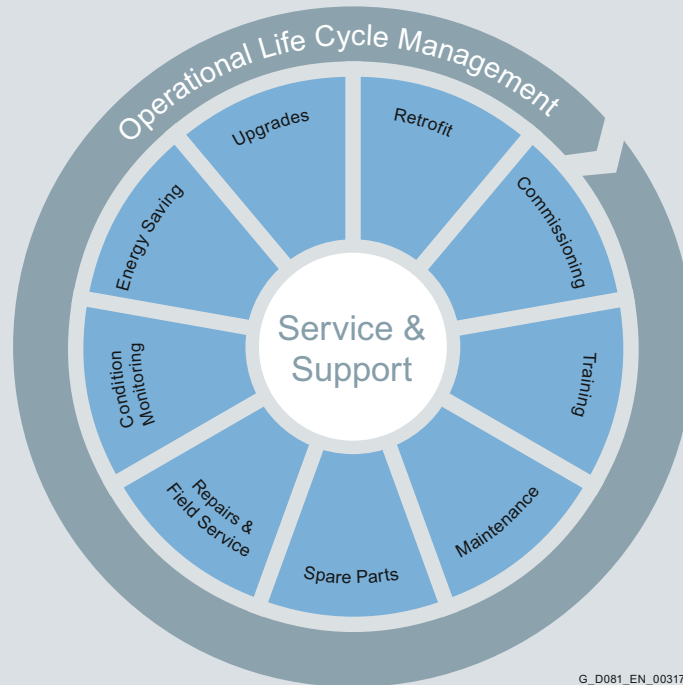 Operational Life Cycle Management
Retrofit
Commissioning
Training
Maintenance
Spare Parts
Repairs &
Field Service
Condition
Monitoring
Energy Saving
Upgrades
Service &
Support
G_D081_EN_00317